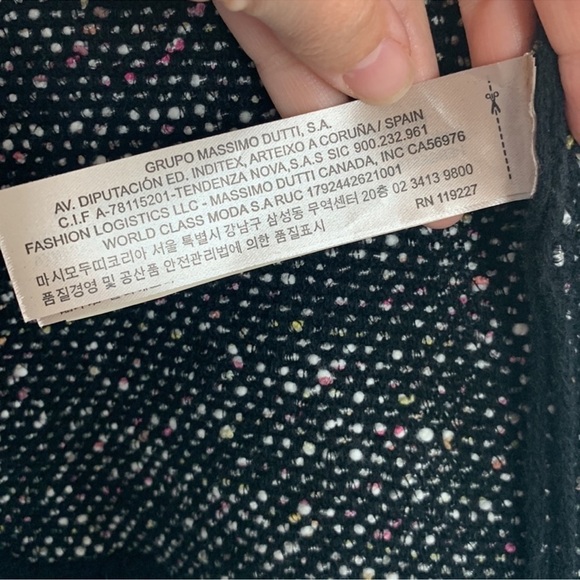 GRUPO MASSIMO DUTTI, S.A.
AV. DIPUTACIÓN ED. INDITEX, ARTEIXO A CORUÑA / SPAIN
C.I.F A-78115201-TENDENZA NOVA,S.A.S SIC 900.232.961
FASHION LOGISTICS LLC - MASSIMO DUTTI CANADA, INC CA56976
WORLD CLASS MODA S.A RUC 1792442621001
마시모두띠코리아 서울 특별시 강남구 삼성동 무역센터 20층 02 3413 9800
품질경영 및 공산품 안전관리법에 의한 품질표시
RN 119227